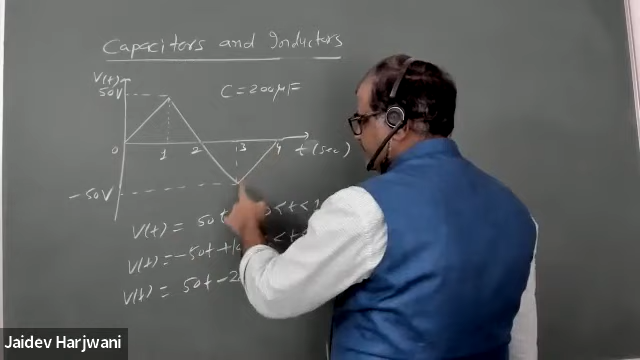 Capacitors and Inductors
V(t)
50V
C = 200μF
0 1 2 3 4 t (sec)
-50V
V(t) = 50t 0 < t < 1
V(t) = -50t + < t <
V(t) = 50t - 2
Jaidev Harjwani